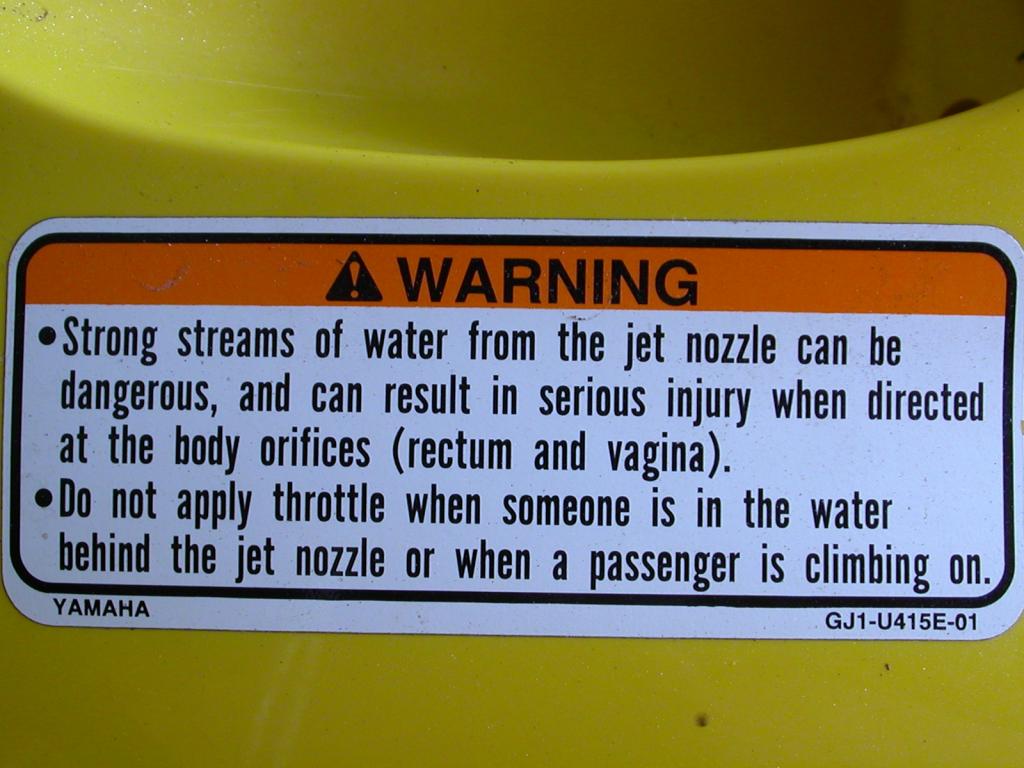 WARNING
•Strong streams of water from the jet nozzle can be
dangerous, and can result in serious injury when directed
at the body orifices (rectum and vagina).
•Do not apply throttle when someone is in the water
behind the jet nozzle or when a passenger is climbing on.
YAMAHA GJ1-U415E-01